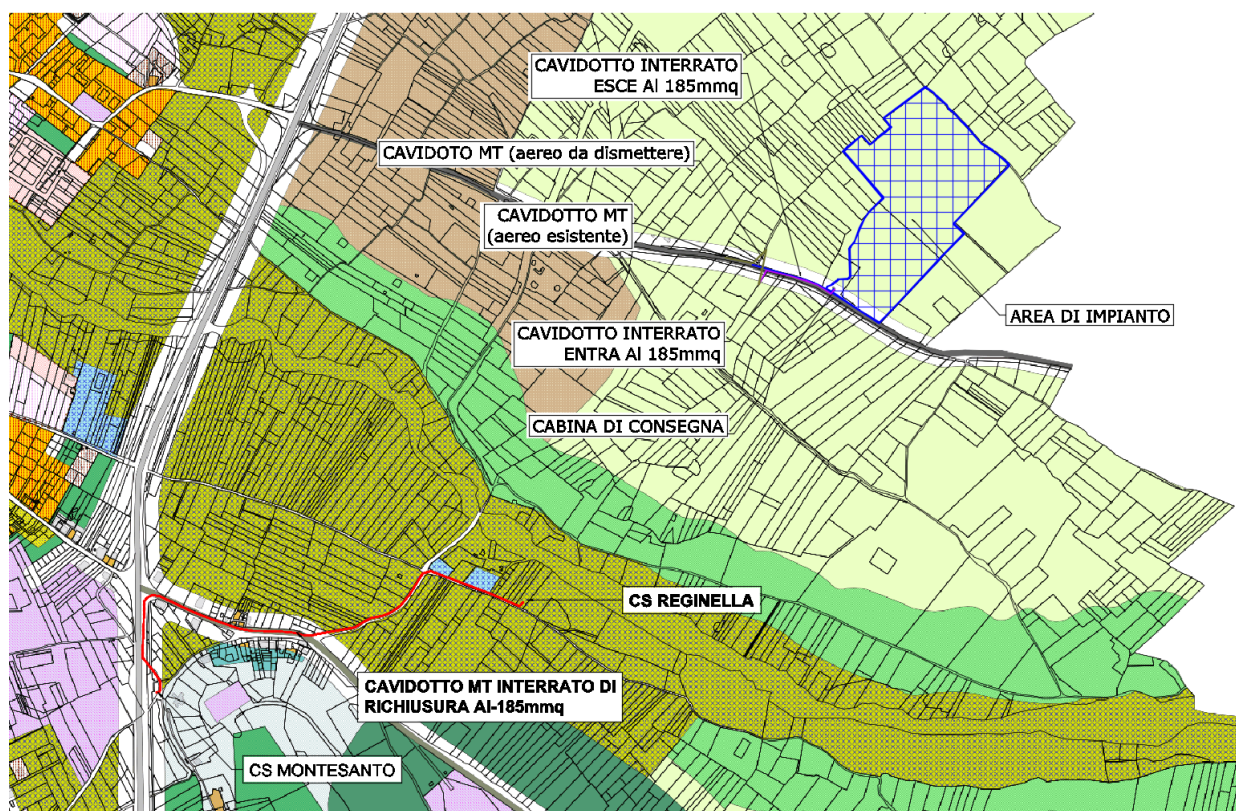 CAVIDOTTO INTERRATO
ESCE Al 185mmq
CAVIDOTO MT (aereo da dismettere)
CAVIDOTTO MT
(aereo esistente)
AREA DI IMPIANTO
CAVIDOTTO INTERRATO
ENTRA Al 185mmq
CABINA DI CONSEGNA
CS REGINELLA
CAVIDOTTO MT INTERRATO DI
RICHIUSURA Al-185mmq
CS MONTESANTO